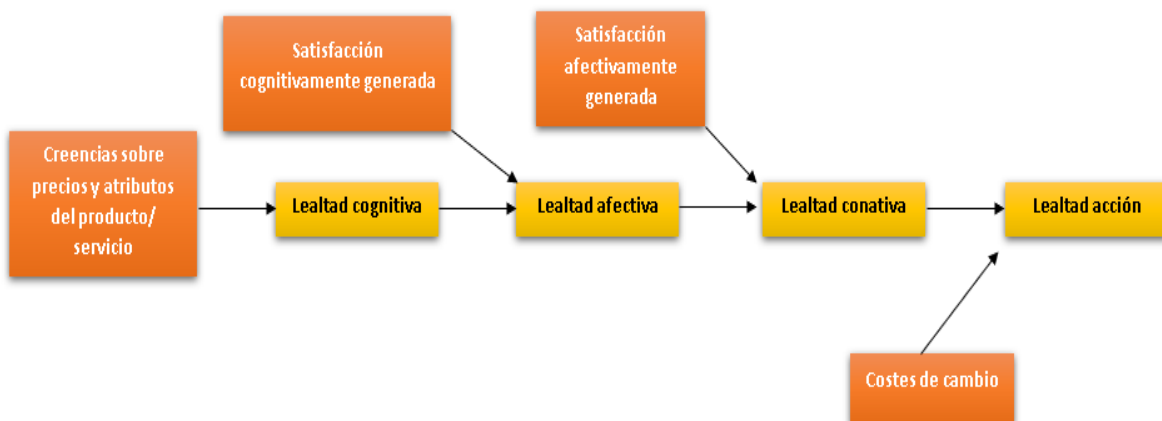 Satisfacción
cognitivamente generada
Satisfacción
afectivamente
generada
Creencias sobre
precios y atributos
del producto/
servicio
Lealtad cognitiva
Lealtad afectiva
Lealtad conativa
Lealtad acción
Costes de cambio